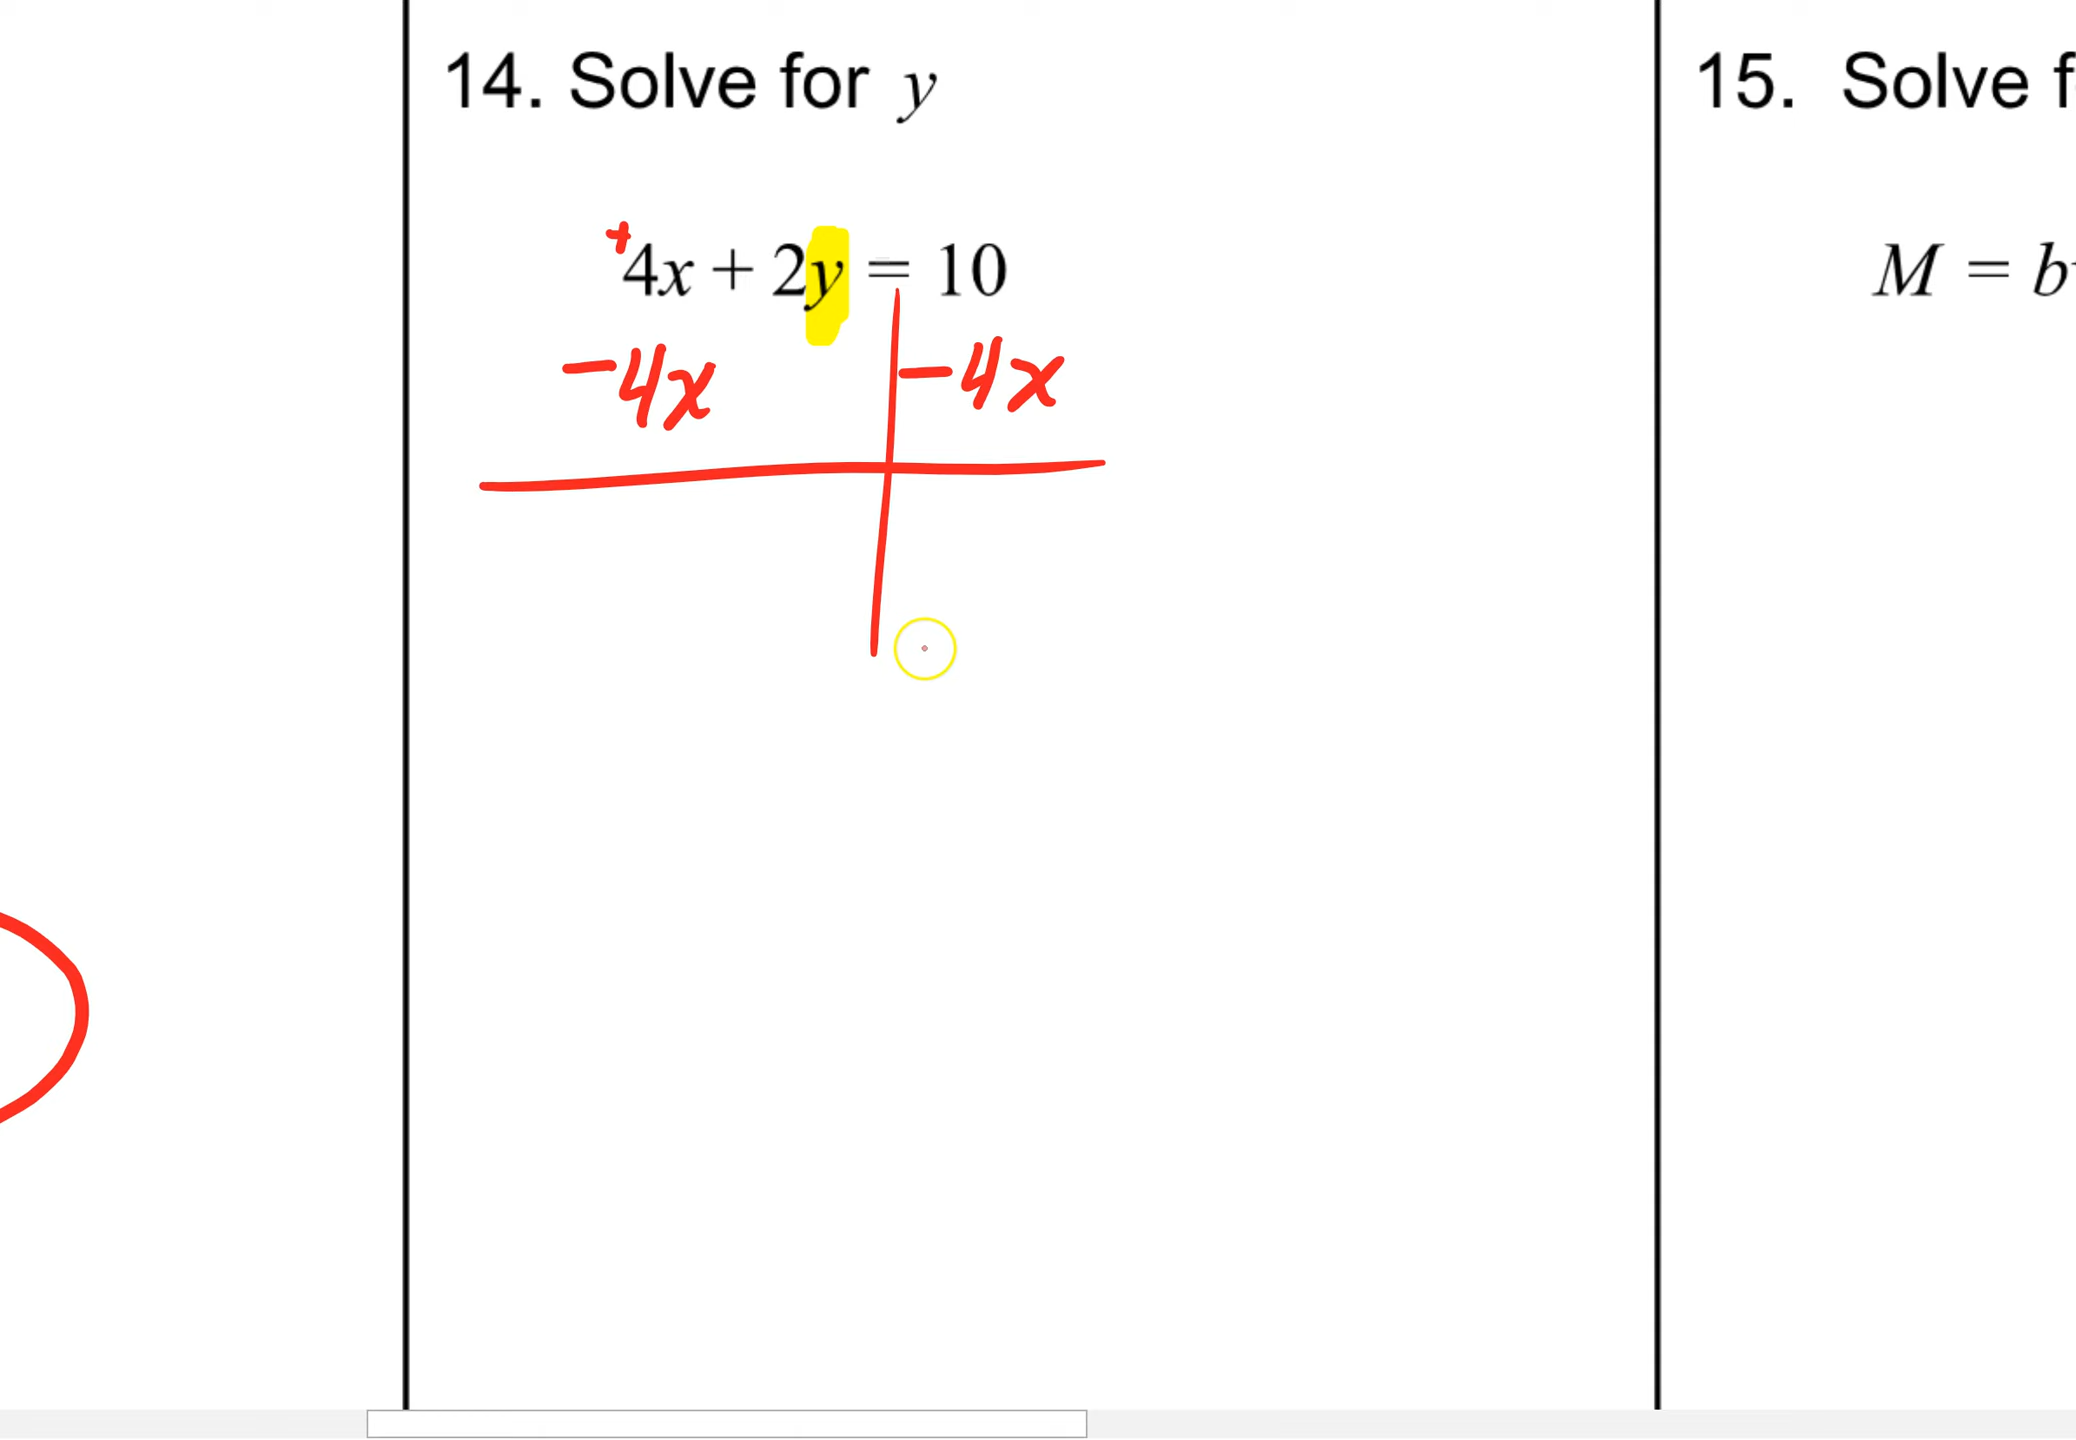 14. Solve for y
+4x + 2y = 10
-4x -4x
15. Solve f
M = b